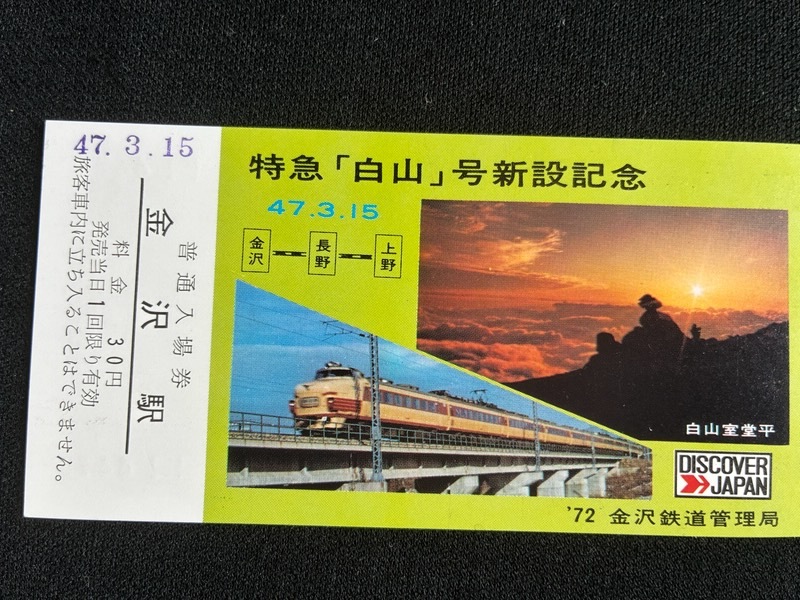 47.3.15
普通入場券
金沢駅
料金 30円
発売当日1回限り有効
旅客車内に立ち入ることはできません。
特急「白山」号新設記念
47.3.15
金沢 長野 上野
白山室堂平
DISCOVER
JAPAN
'72 金沢鉄道管理局